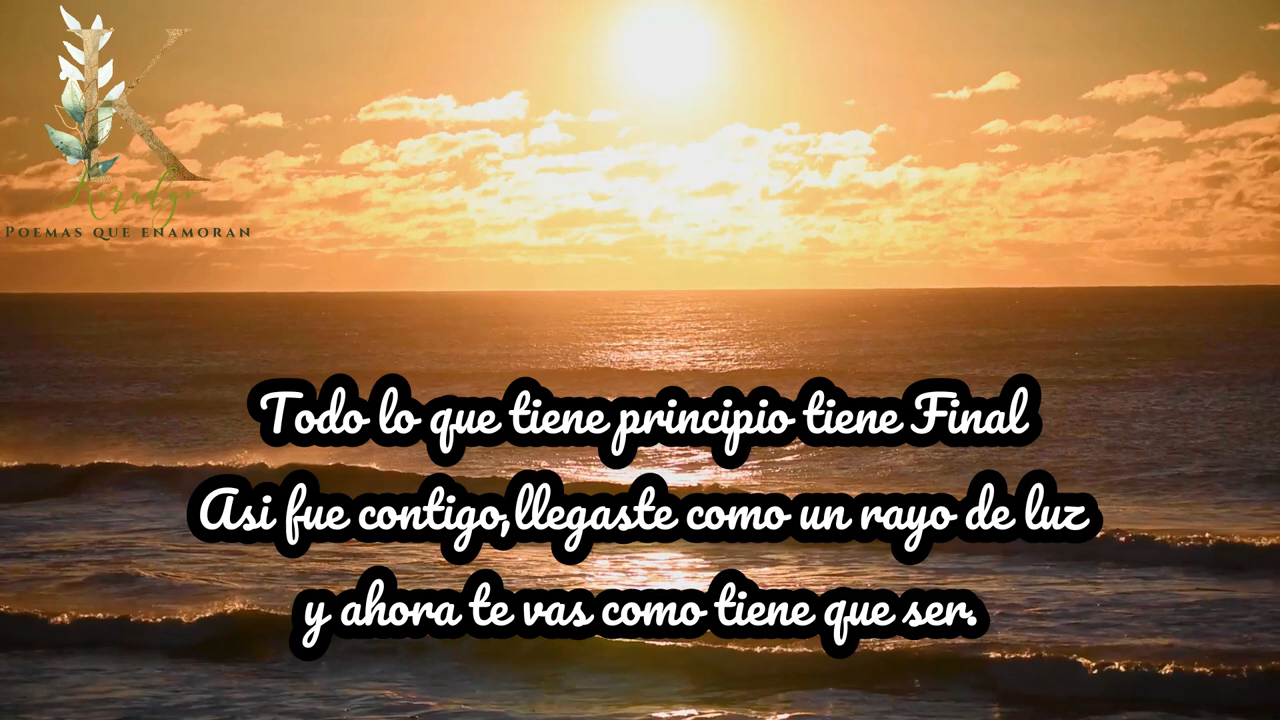 K
POEMAS QUE ENAMORAN
Todo lo que tiene principio tiene Final
Asi fue contigo,llegaste como un rayo de luz
y ahora te vas como tiene que ser.